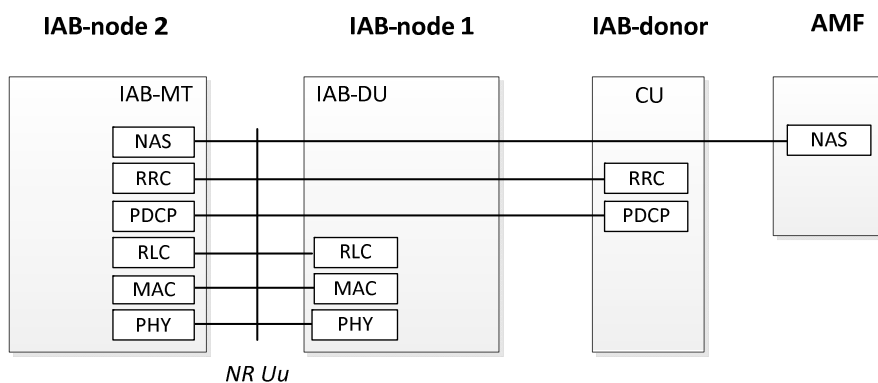 IAB-node 2 IAB-node 1 IAB-donor AMF
IAB-MT IAB-DU CU
NAS NAS
RRC RRC
PDCP PDCP
RLC RLC
MAC MAC
PHY PHY
NR Uu